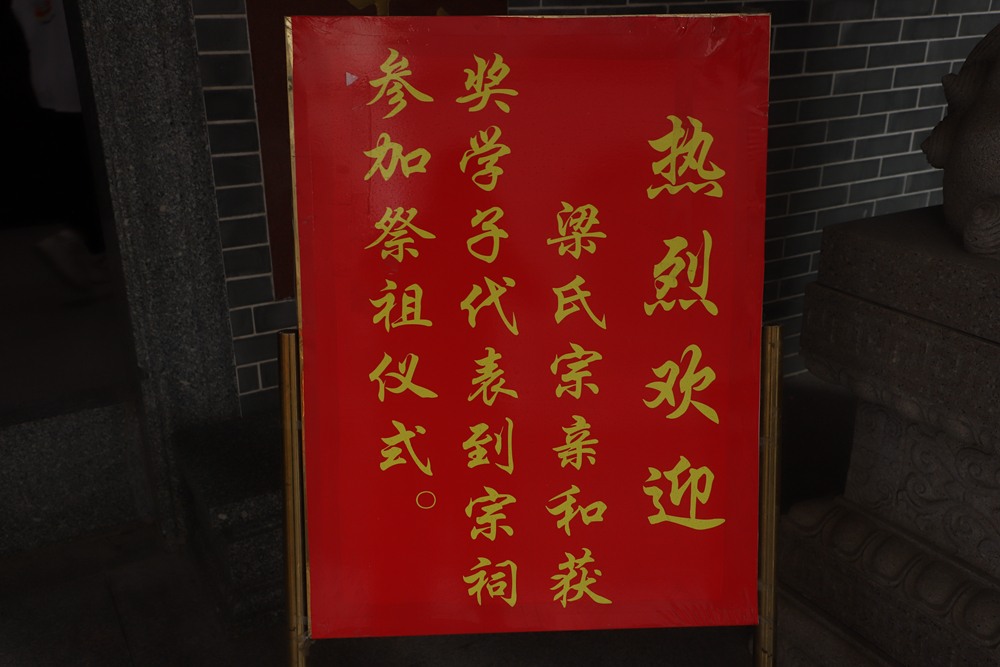 热烈欢迎
梁氏宗亲和获
奖学子代表到宗祠
参加祭祖仪式。